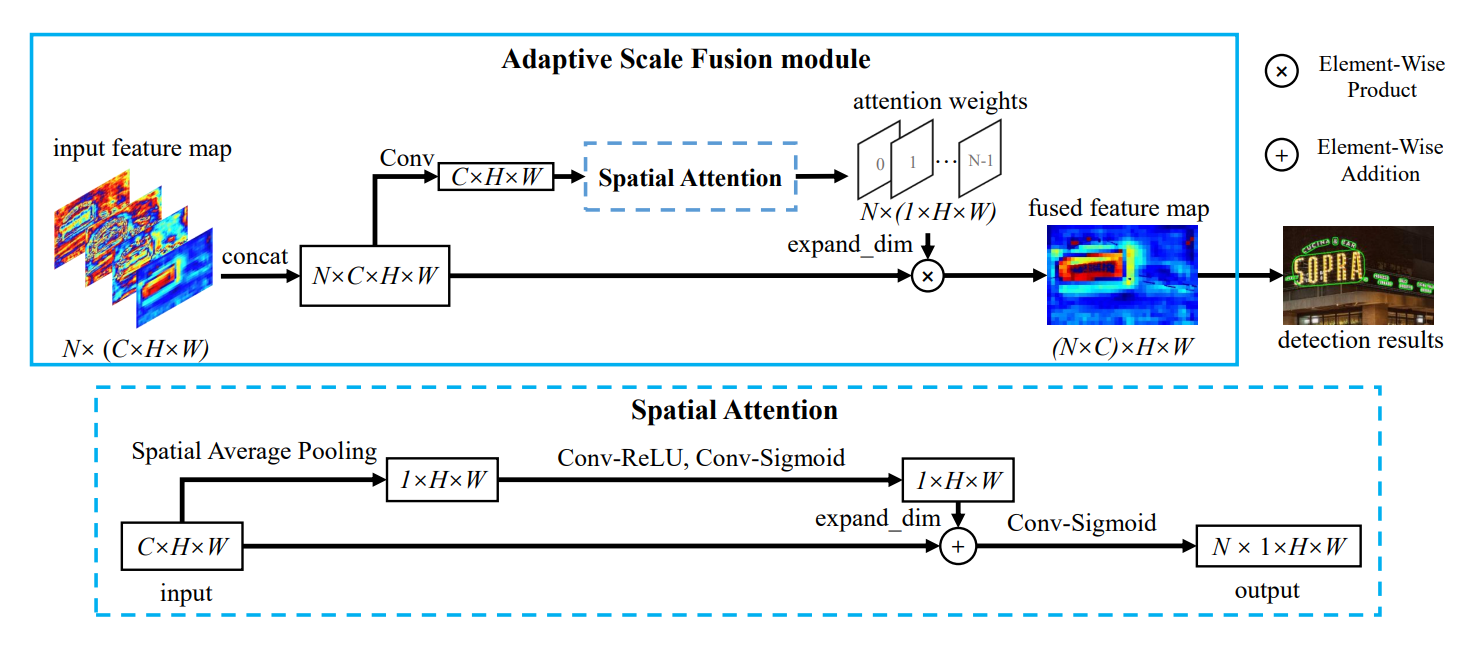 Adaptive Scale Fusion module
Element-Wise
Product
Element-Wise
Addition
input feature map
concat
N× (C×H×W)
N×C×H×W
Conv
C×H×W
Spatial Attention
attention weights
0
1
...
N-1
N×(1×H×W)
expand_dim
×
fused feature map
(N×C)×H×W
CUCINA & BAR
SOPRA
detection results
×
+
Spatial Attention
Spatial Average Pooling
1×H×W
Conv-ReLU, Conv-Sigmoid
1×H×W
expand_dim
C×H×W
input
+
Conv-Sigmoid
N × 1×H×W
output